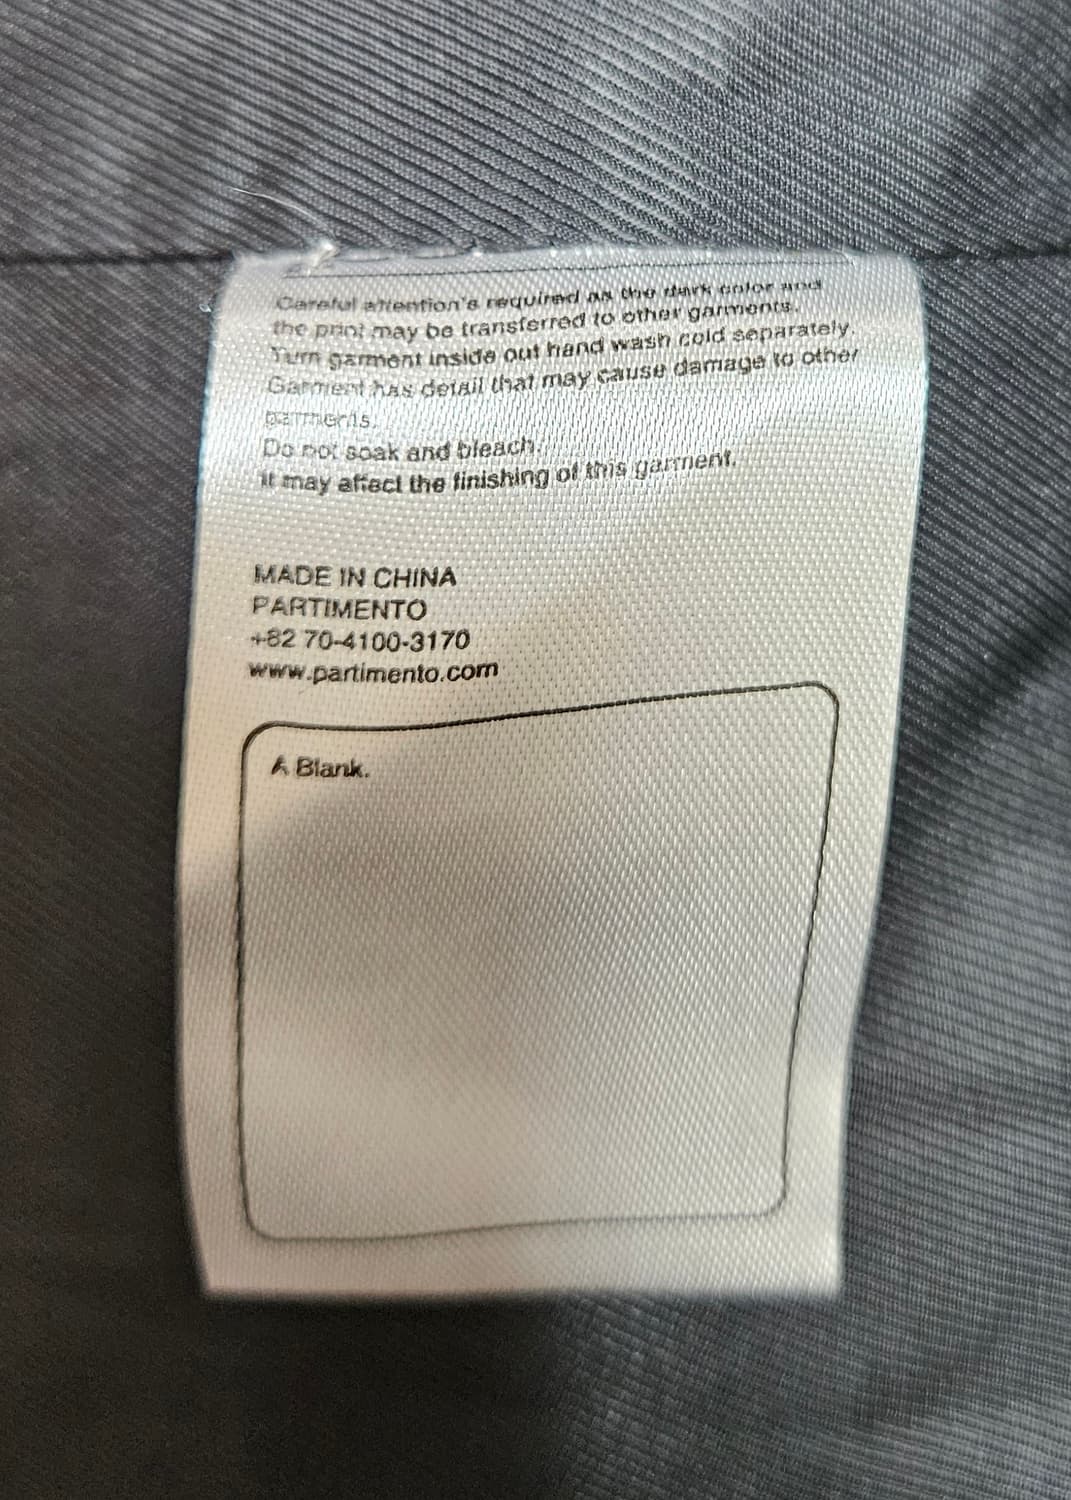 Careful attention's required as the dark color and
the print may be transferred to other garments.
Turn garment inside out hand wash cold separately.
Garment has detail that may cause damage to other
garments.
Do not soak and bleach.
It may affect the finishing of this garment.
MADE IN CHINA
PARTIMENTO
+82 70-4100-3170
www.partimento.com
A Blank.